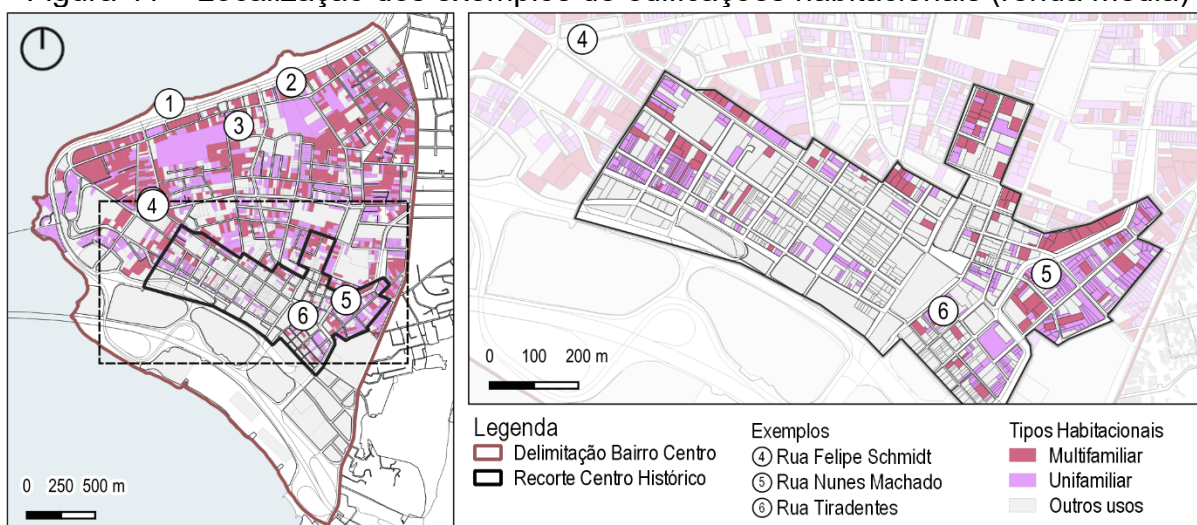 1
2
3
4
5
6
0 250 500 m
4
5
6
0 100 200 m
Legenda
Delimitação Bairro Centro
Recorte Centro Histórico
Exemplos
4 Rua Felipe Schmidt
5 Rua Nunes Machado
6 Rua Tiradentes
Tipos Habitacionais
Multifamiliar
Unifamiliar
Outros usos